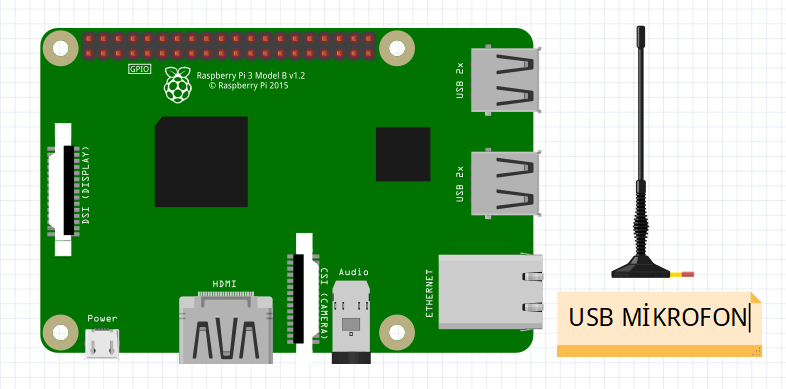 GPIO
Raspberry Pi 3 Model B v1.2
© Raspberry Pi 2015
USB 2x
DSI (DISPLAY)
USB 2x
HDMI
Audio
CSI (CAMERA)
ETHERNET
Power
USB MİKROFON